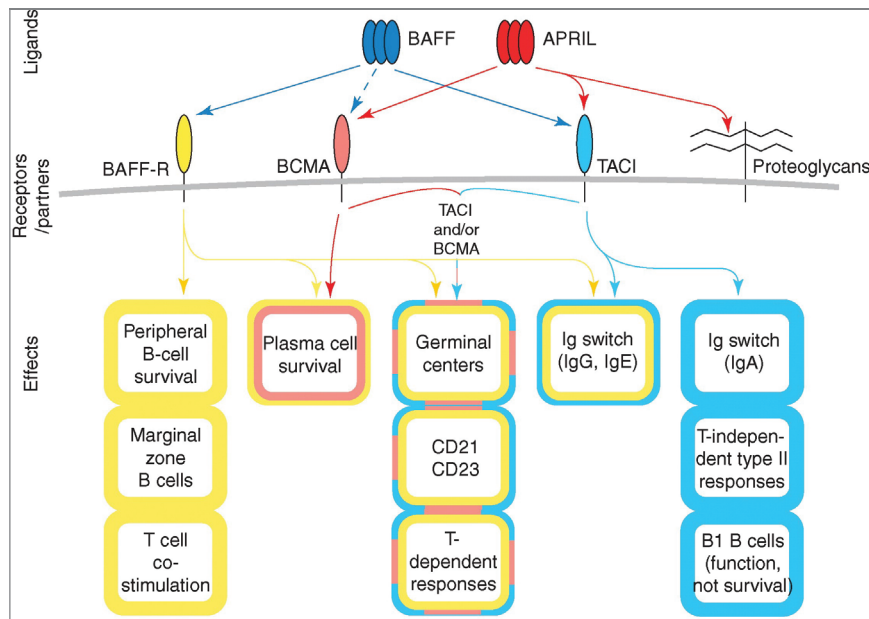 Ligands
BAFF
APRIL
Receptors
/partners
BAFF-R
BCMA
TACI
Proteoglycans
TACI
and/or
BCMA
Effects
Peripheral
B-cell
survival
Plasma cell
survival
Germinal
centers
Ig switch
(IgG, IgE)
Ig switch
(IgA)
Marginal
zone
B cells
CD21
CD23
T-indepen-
dent type II
responses
T cell
co-
stimulation
T-
dependent
responses
B1 B cells
(function,
not survival)